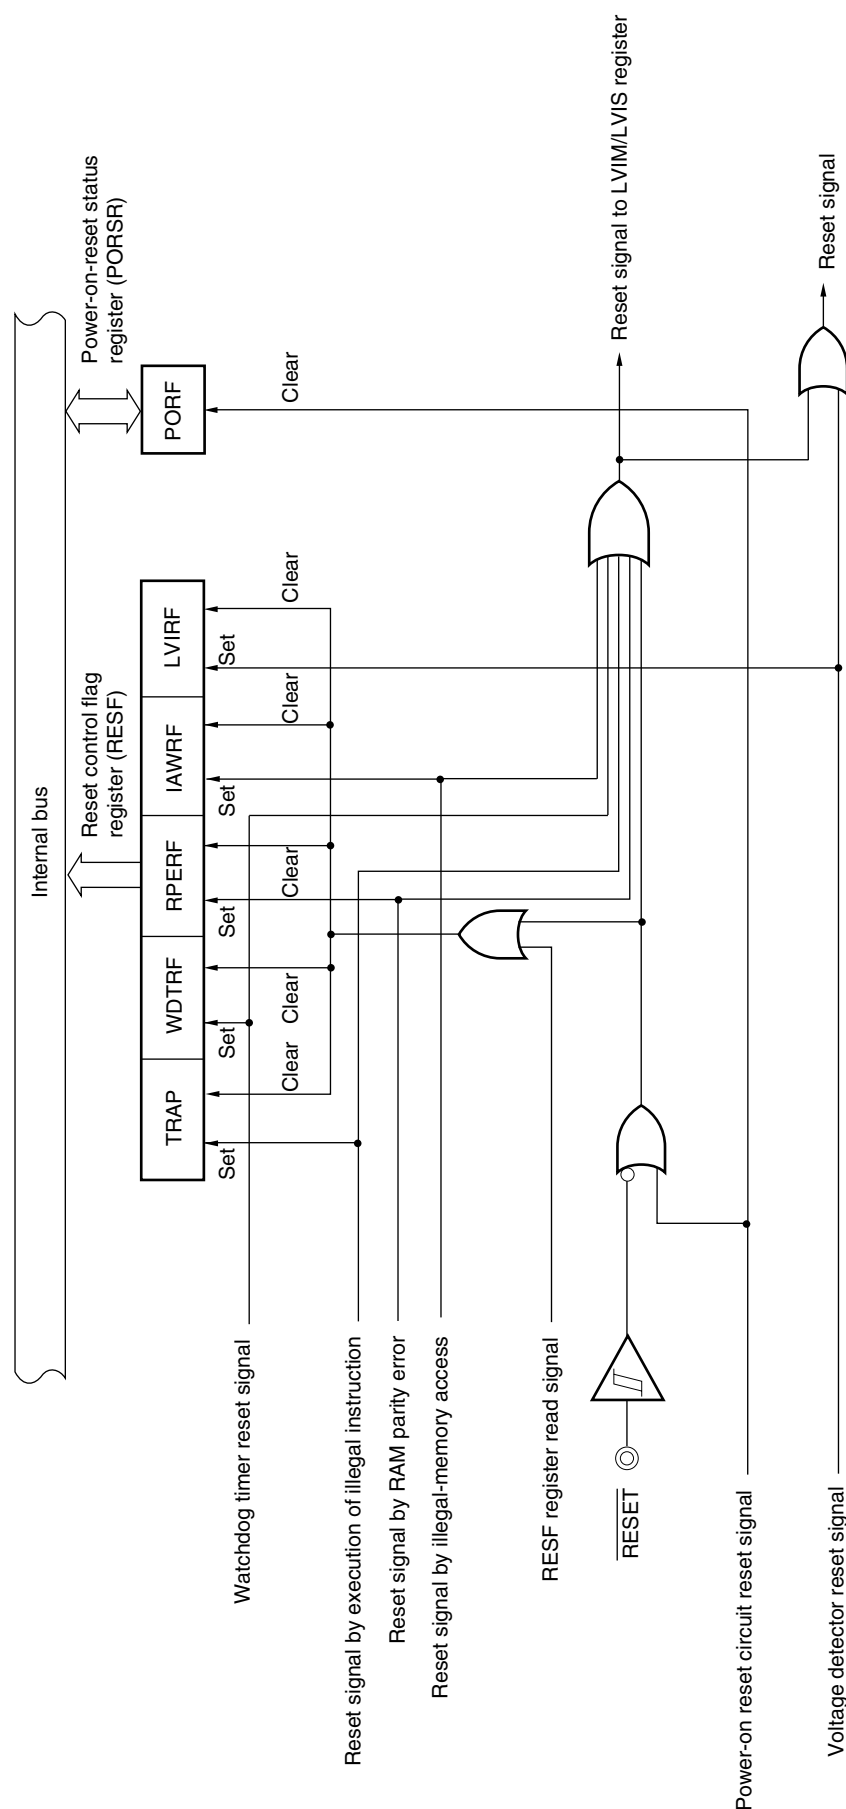 Internal bus
Reset control flag
register (RESF)
Power-on-reset status
register (PORSR)
TRAP
WDTRF
RPERF
IAWRF
LVIRF
PORF
Set
Clear
Set
Clear
Set
Clear
Set
Clear
Set
Clear
Clear
Watchdog timer reset signal
Reset signal by execution of illegal instruction
Reset signal by RAM parity error
Reset signal by illegal-memory access
RESF register read signal
RESET
Reset signal to LVIM/LVIS register
Power-on reset circuit reset signal
Voltage detector reset signal
Reset signal